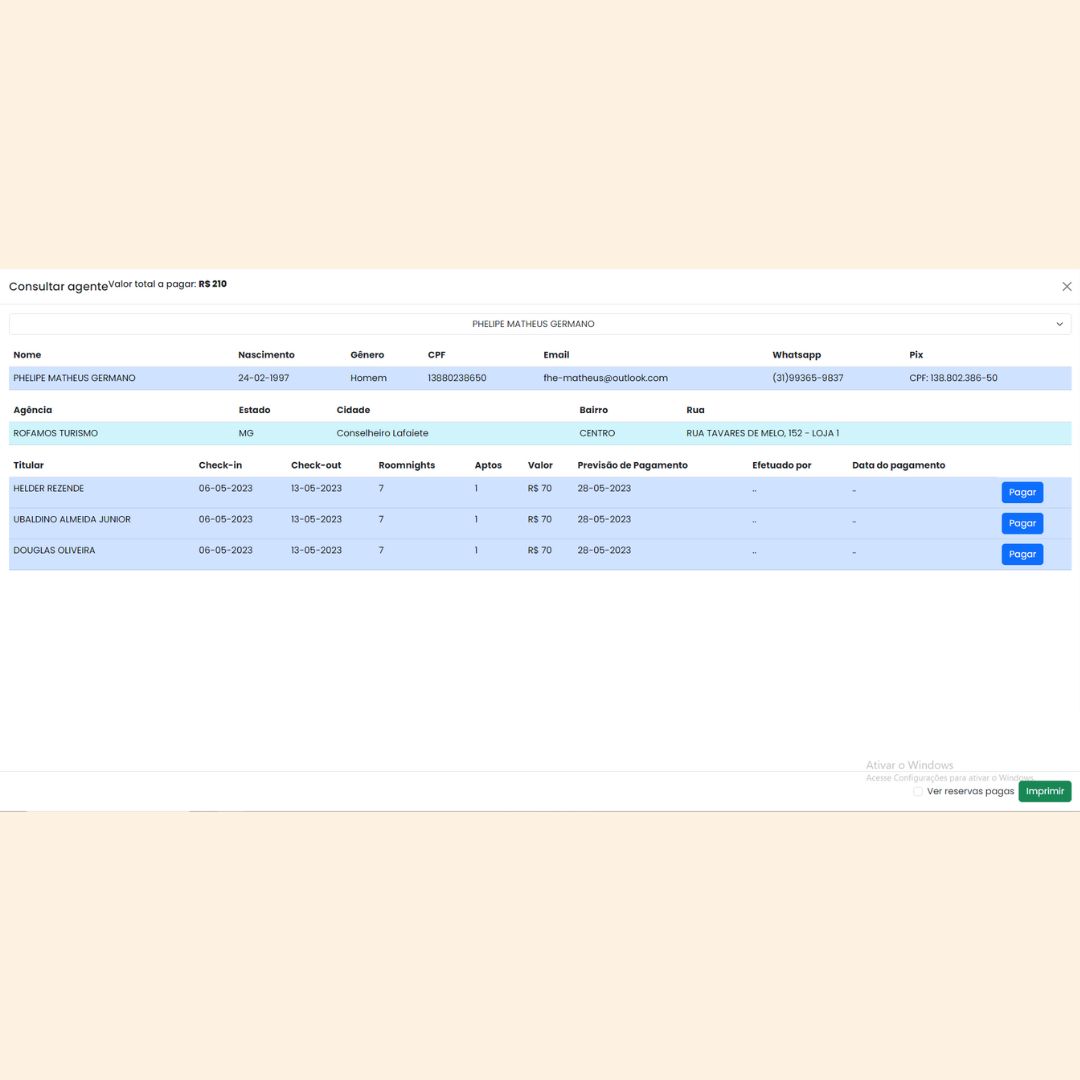 Consultar agente Valor total a pagar: R$ 210
PHELIPE MATHEUS GERMANO
Nome Nascimento Gênero CPF Email Whatsapp Pix
PHELIPE MATHEUS GERMANO 24-02-1997 Homem 13880238650 fhe-matheus@outlook.com (31)99365-9837 CPF: 138.802.386-50
Agência Estado Cidade Bairro Rua
ROFAMOS TURISMO MG Conselheiro Lafaiete CENTRO RUA TAVARES DE MELO, 152 - LOJA 1
Titular Check-in Check-out Roomnights Aptos Valor Previsão de Pagamento Efetuado por Data do pagamento
HELDER REZENDE 06-05-2023 13-05-2023 7 1 R$ 70 28-05-2023 .. - Pagar
UBALDINO ALMEIDA JUNIOR 06-05-2023 13-05-2023 7 1 R$ 70 28-05-2023 .. - Pagar
DOUGLAS OLIVEIRA 06-05-2023 13-05-2023 7 1 R$ 70 28-05-2023 .. - Pagar
Ativar o Windows
Acesse Configurações para ativar o Windows.
Ver reservas pagas Imprimir